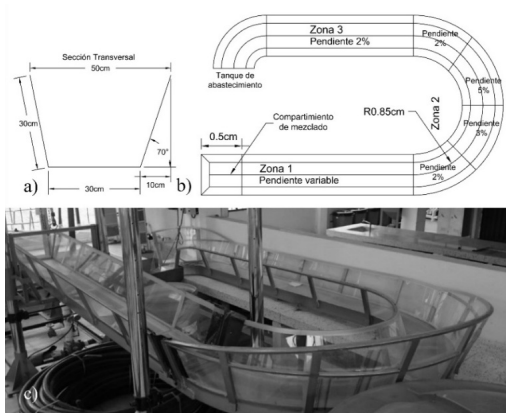 Sección Transversal
50cm
30cm
70°
a)
30cm
10cm
b)
Zona 3
Pendiente 2%
Tanque de
abastecimiento
Pendiente
2%
Pendiente
5%
Pendiente
3%
Zona 2
R0.85cm
Compartimiento
de mezclado
0.5cm
Zona 1
Pendiente variable
Pendiente
2%
c)